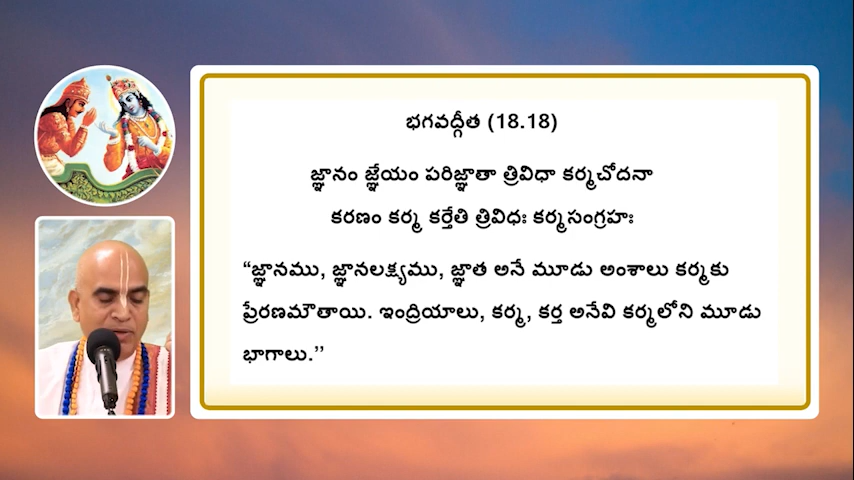 భగవద్గీత (18.18)
జ్ఞానం జ్ఞేయం పరిజ్ఞాతా త్రివిధా కర్మచోదనా
కరణం కర్మ కర్తేతి త్రివిధః కర్మసంగ్రహః
“జ్ఞానము, జ్ఞానలక్ష్యము, జ్ఞాత అనే మూడు అంశాలు కర్మకు
ప్రేరణమౌతాయి. ఇంద్రియాలు, కర్మ, కర్త అనేవి కర్మలోని మూడు
భాగాలు.’’